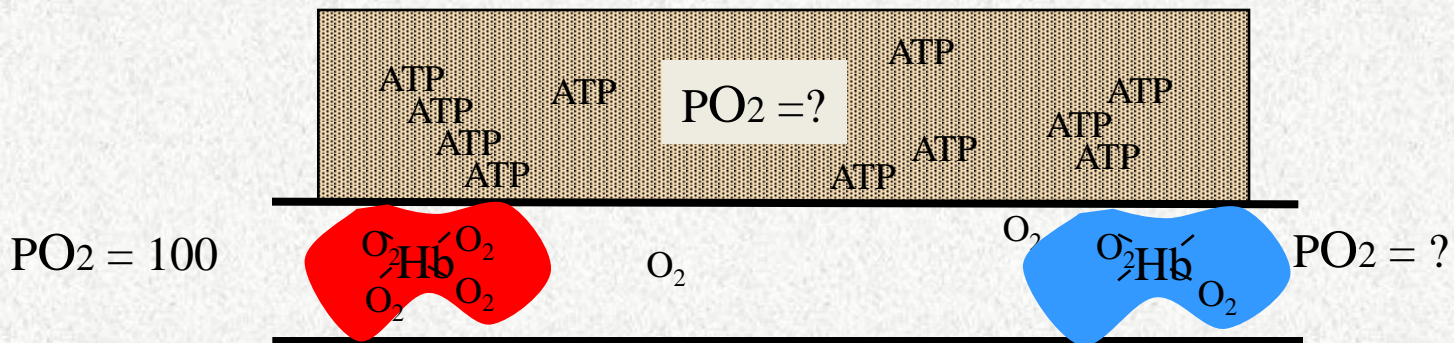 ATP
ATP
ATP
ATP
ATP
PO2 =?
ATP
ATP
ATP
ATP
ATP
ATP
PO2 = 100
O2 Hb O2
O2 O2
O2
O2
O2 Hb
O2
PO2 = ?